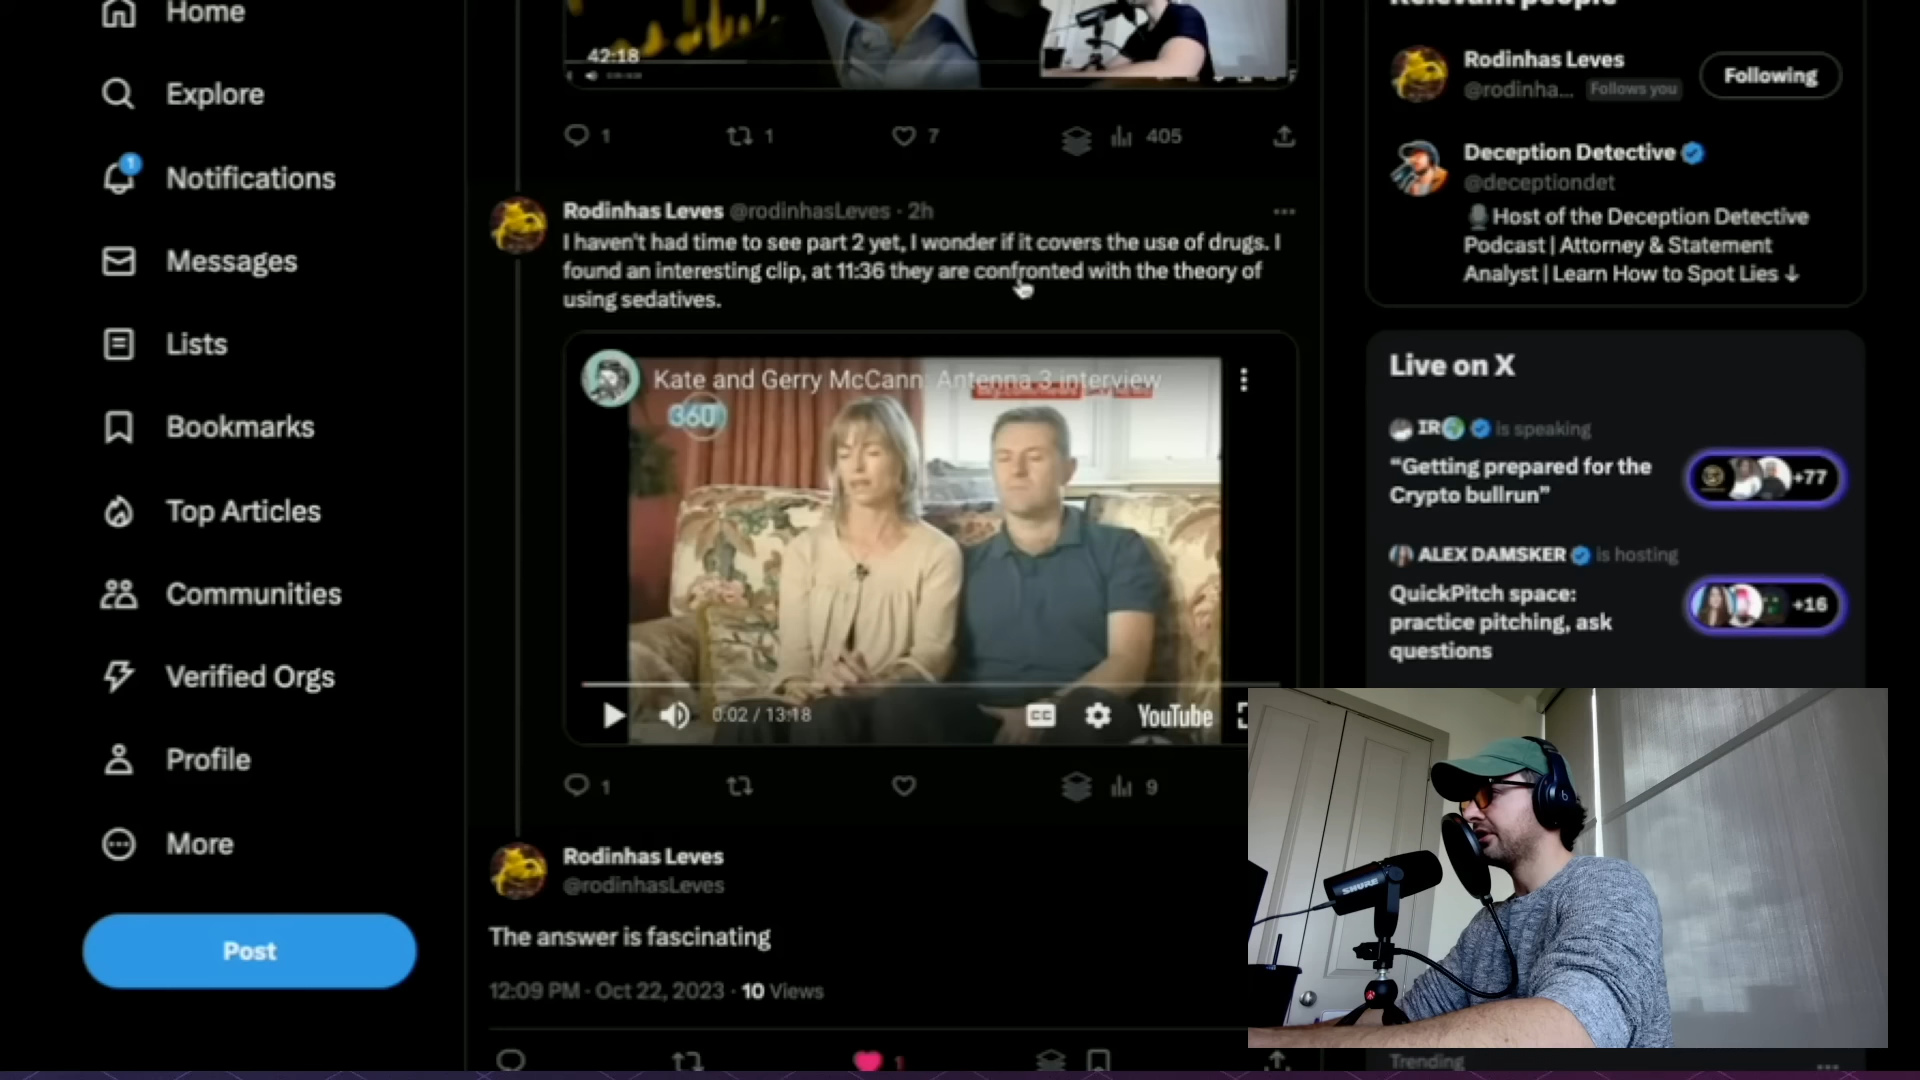 Home
Explore
1
Notifications
Messages
Lists
Bookmarks
Top Articles
Communities
Verified Orgs
Profile
More
Post
42:18
1
1
7
405
Rodinhas Leves @rodinhasLeves · 2h
I haven't had time to see part 2 yet, I wonder if it covers the use of drugs. I
found an interesting clip, at 11:36 they are confronted with the theory of
using sedatives.
Kate and Gerry McCann: Antenna 3 interview
360
0:02 / 13:18
CC
YouTube
1
9
Rodinhas Leves
@rodinhasLeves
The answer is fascinating
12:09 PM · Oct 22, 2023 · 10 Views
1
Relevant people
Rodinhas Leves
@rodinha... Follows you
Following
Deception Detective
@deceptiondet
Host of the Deception Detective
Podcast | Attorney & Statement
Analyst | Learn How to Spot Lies ↓
Live on X
IR is speaking
"Getting prepared for the
Crypto bullrun"
+77
ALEX DAMSKER is hosting
QuickPitch space:
practice pitching, ask
questions
+16
SHURE
Trending